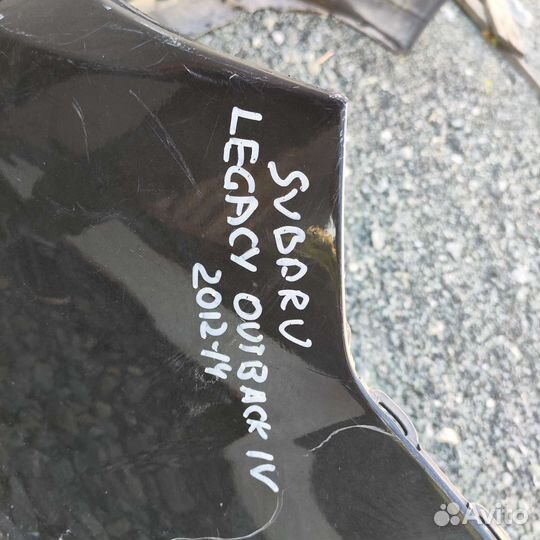 SUBARU
LEGACY OUTBACK IV
2012-14
Avito